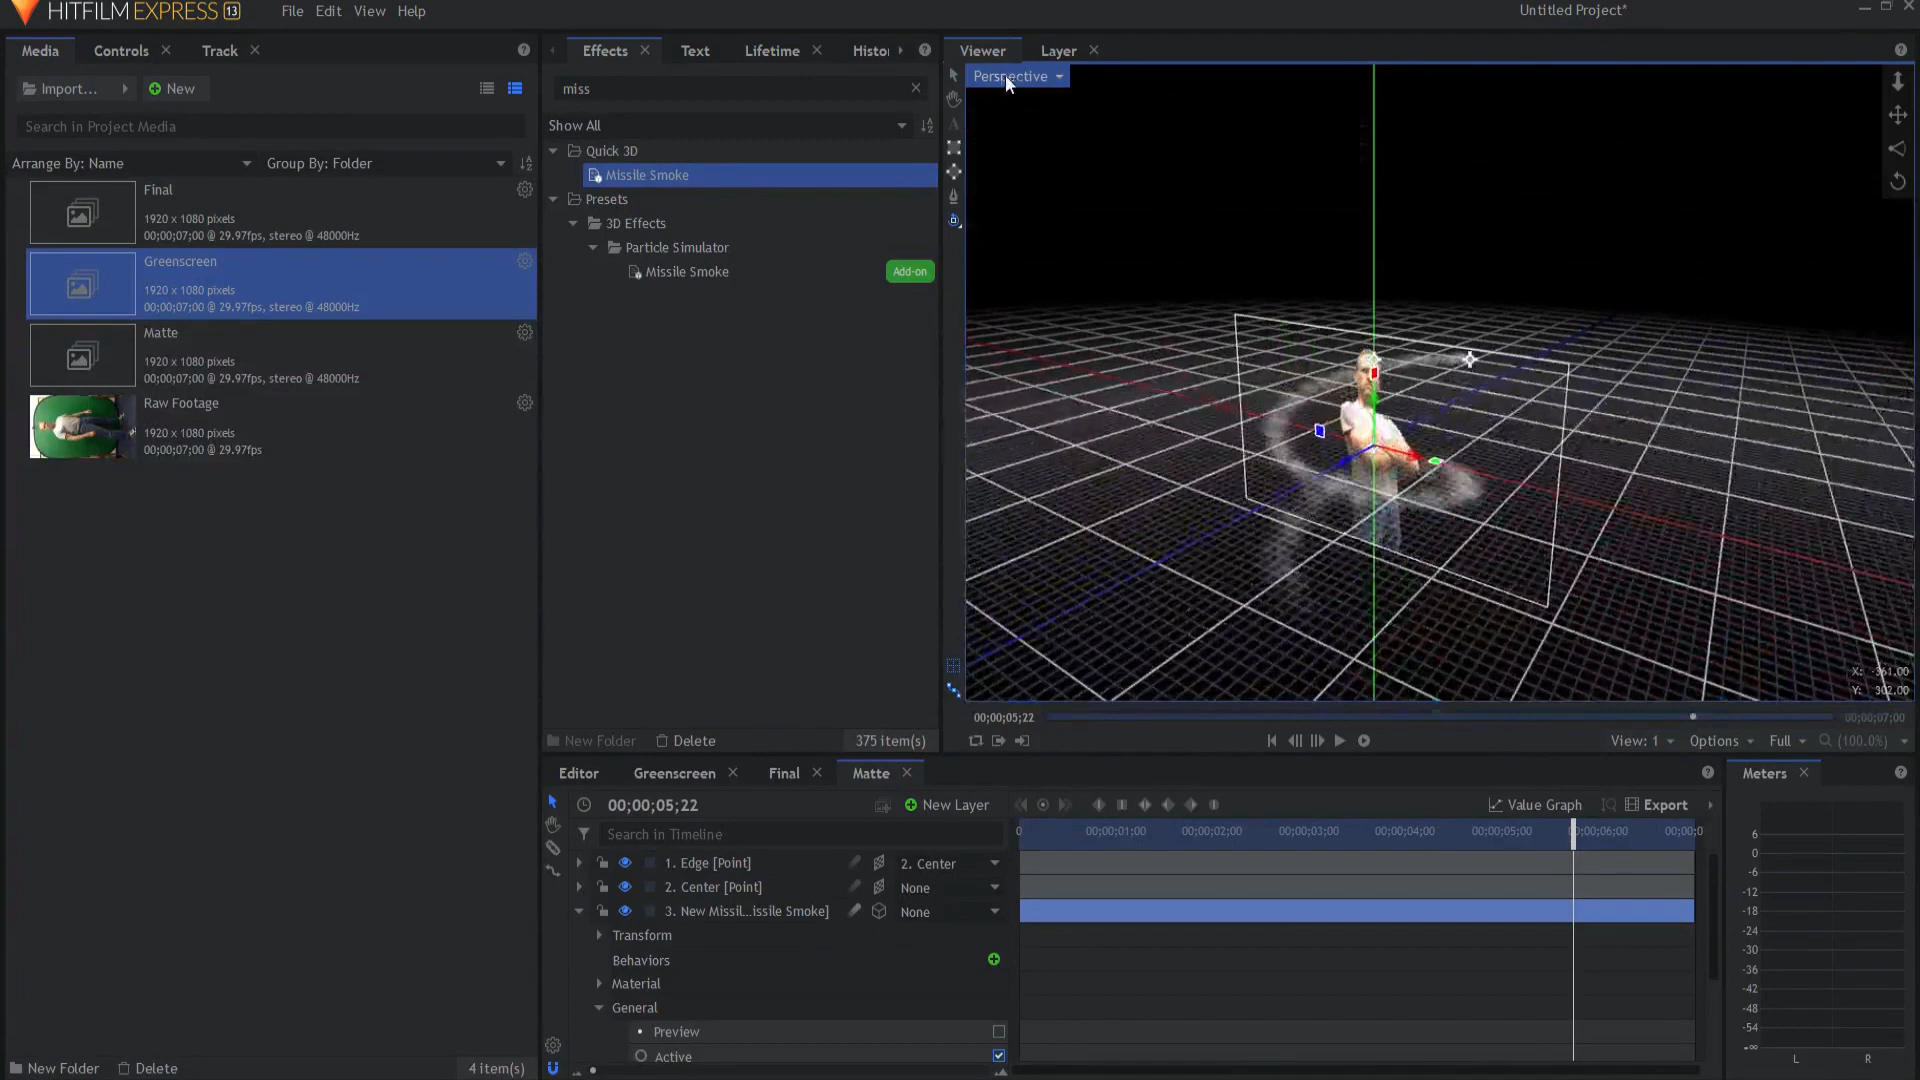 HITFILM EXPRESS 13
File Edit View Help
Untitled Project*
Media Controls Track
Import... New
Search in Project Media
Arrange By: Name Group By: Folder
Final
1920 x 1080 pixels
00;00;07;00 @ 29.97fps, stereo @ 48000Hz
Greenscreen
1920 x 1080 pixels
00;00;07;00 @ 29.97fps, stereo @ 48000Hz
Matte
1920 x 1080 pixels
00;00;07;00 @ 29.97fps, stereo @ 48000Hz
Raw Footage
1920 x 1080 pixels
00;00;07;00 @ 29.97fps
New Folder Delete 4 item(s)
Effects Text Lifetime Histo
miss
Show All
Quick 3D
Missile Smoke
Presets
3D Effects
Particle Simulator
Missile Smoke Add-on
New Folder Delete 375 item(s)
Viewer Layer
Perspective
X: -361.00
Y: 302.00
00;00;05;22 00;00;07;00
View: 1 Options Full (100.0%)
Editor Greenscreen Final Matte
00;00;05;22 New Layer Value Graph Export
Search in Timeline
0 00;00;01;00 00;00;02;00 00;00;03;00 00;00;04;00 00;00;05;00 00;00;06;00 00;00;0
1. Edge [Point] 2. Center
2. Center [Point] None
3. New Missil...issile Smoke] None
Transform
Behaviors
Material
General
Preview
Active
Meters
6
0
-6
-12
-18
-24
-30
-36
-42
-48
-54
-∞
L R